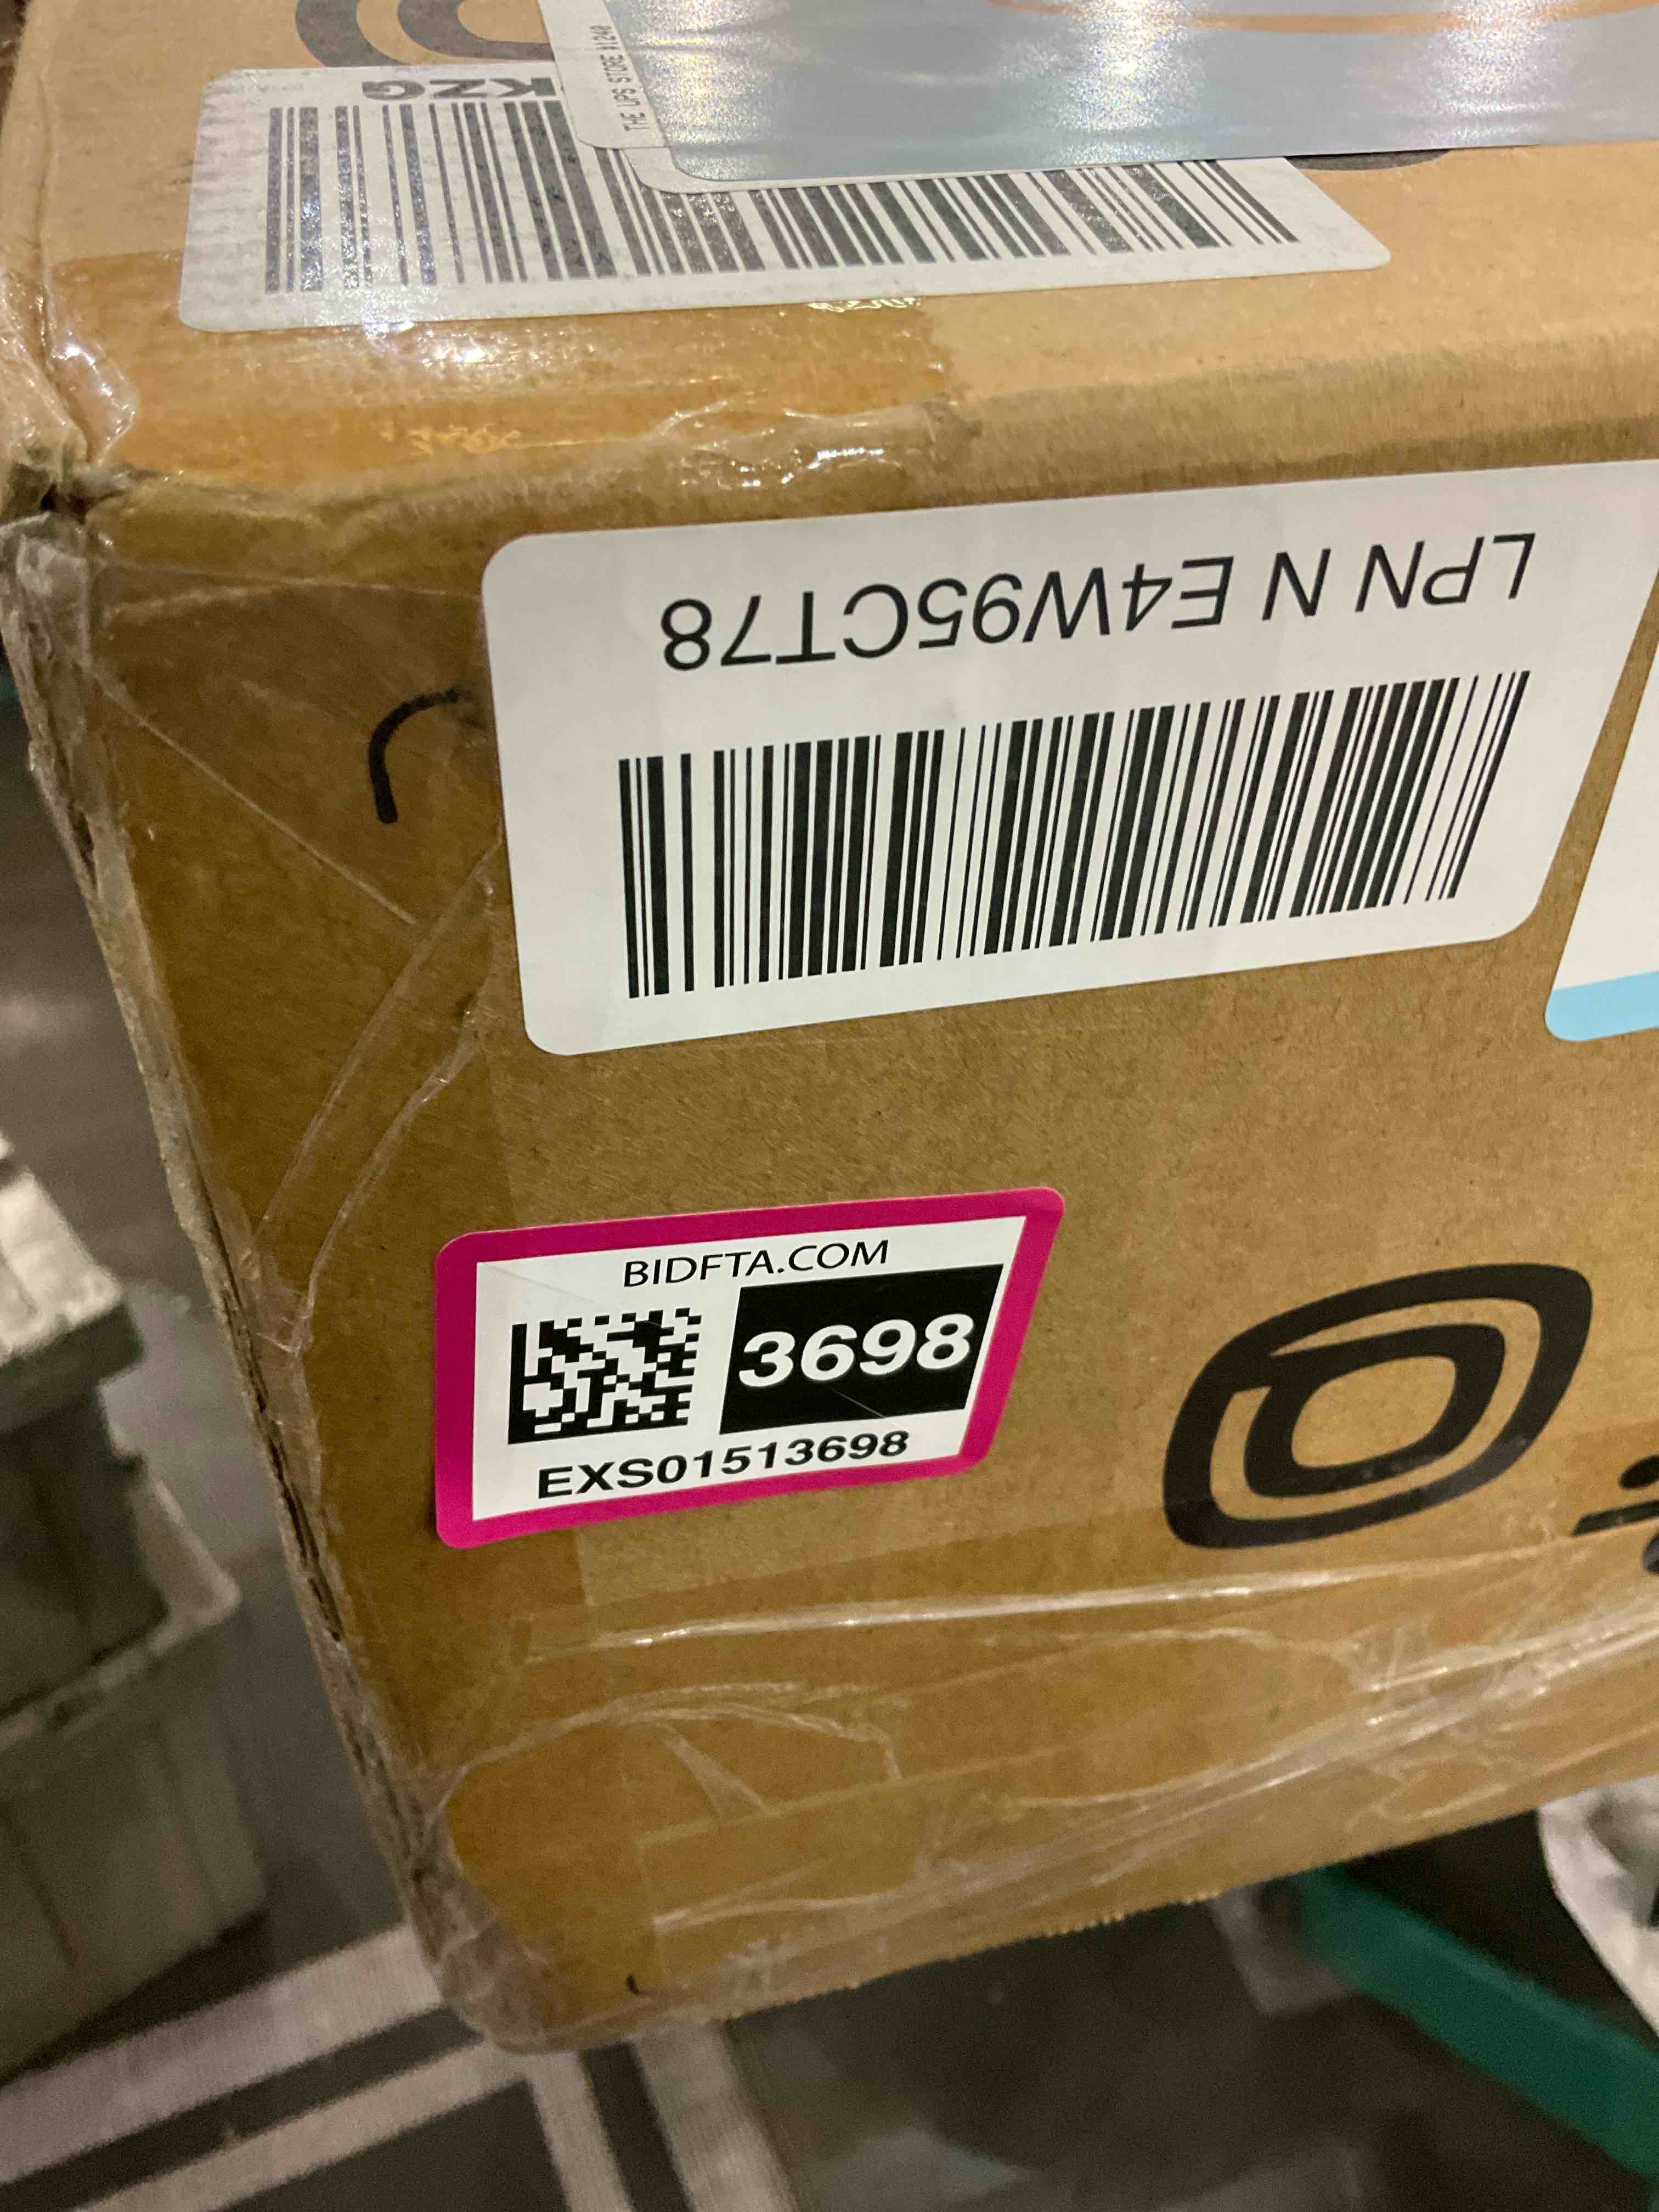 KZG
THE UPS STORE
LPN N E4W95CT78
BIDFTA.COM
3698
EXS01513698